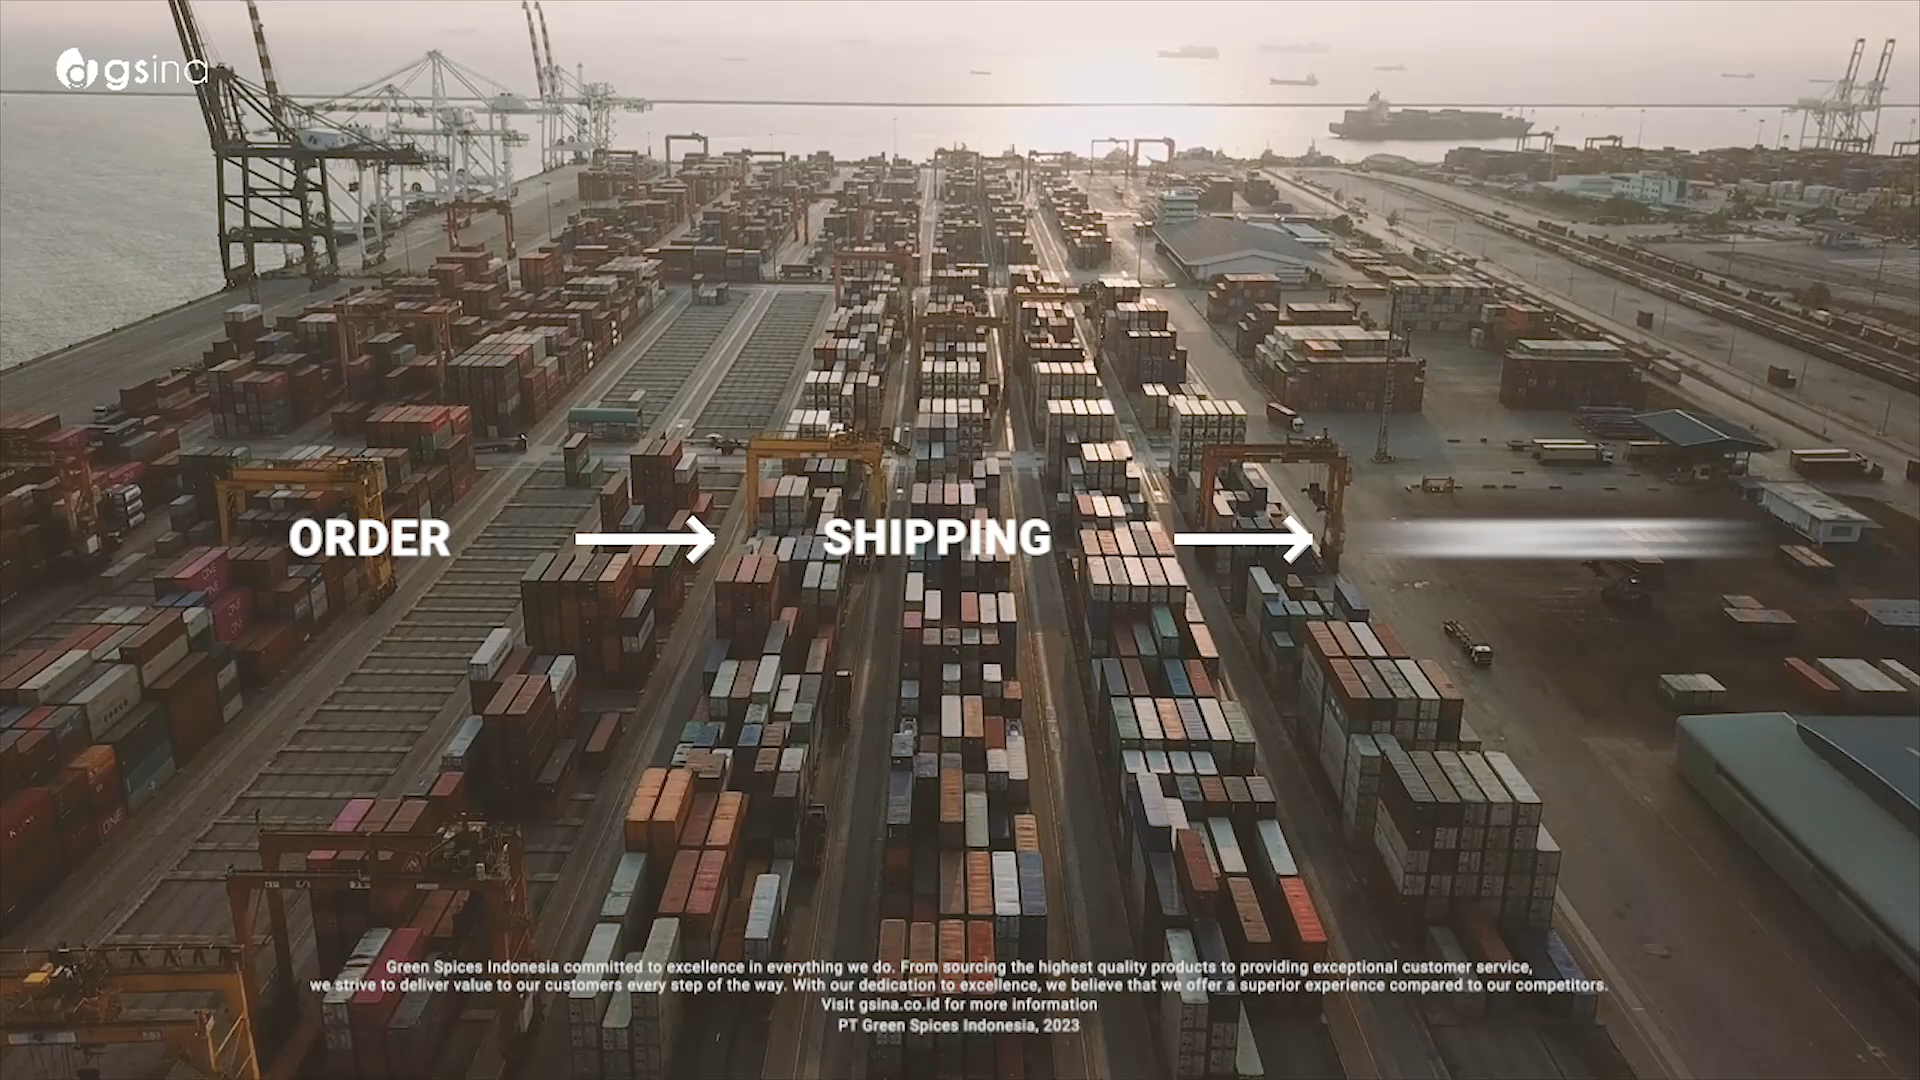 gsina
ORDER → SHIPPING →
Green Spices Indonesia committed to excellence in everything we do. From sourcing the highest quality products to providing exceptional customer service,
we strive to deliver value to our customers every step of the way. With our dedication to excellence, we believe that we offer a superior experience compared to our competitors.
Visit gsina.co.id for more information
PT Green Spices Indonesia, 2023
ONE
ONE
ONE